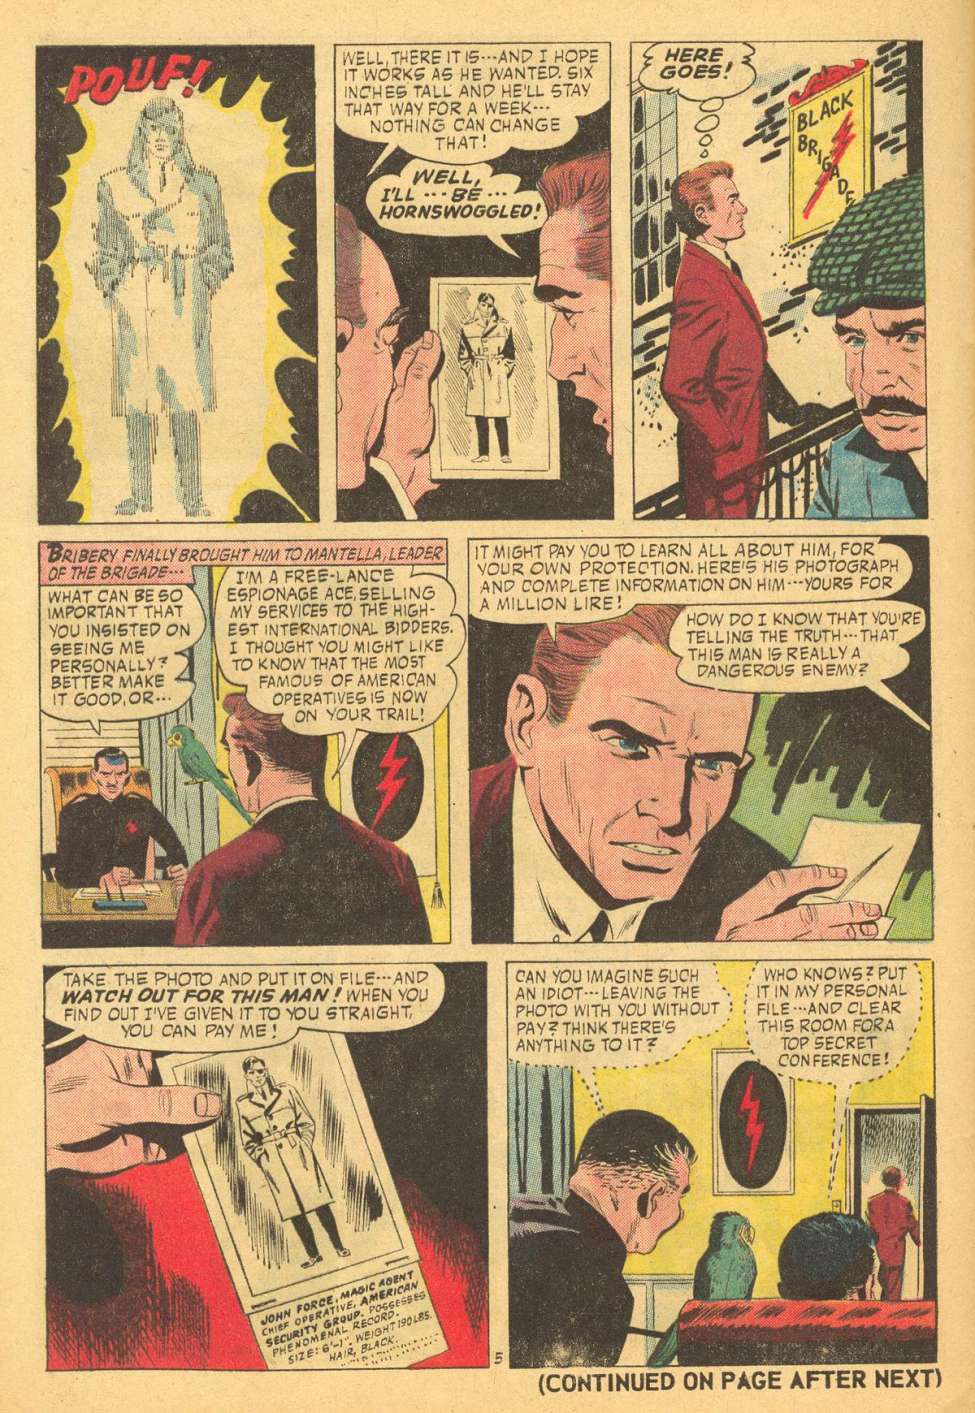 POUF!
WELL, THERE IT IS---AND I HOPE
IT WORKS AS HE WANTED. SIX
INCHES TALL AND HE'LL STAY
THAT WAY FOR A WEEK---
NOTHING CAN CHANGE
THAT!
WELL,
I'LL --- BE ---
HORNSWOGGLED!
HERE
GOES!
BLACK
BRIGADE
BRIBERY FINALLY BROUGHT HIM TO MANTELLA, LEADER
OF THE BRIGADE---
WHAT CAN BE SO
IMPORTANT THAT
YOU INSISTED ON
SEEING ME
PERSONALLY?
BETTER MAKE
IT GOOD, OR---
I'M A FREE-LANCE
ESPIONAGE ACE, SELLING
MY SERVICES TO THE HIGH-
EST INTERNATIONAL BIDDERS.
I THOUGHT YOU MIGHT LIKE
TO KNOW THAT THE MOST
FAMOUS OF AMERICAN
OPERATIVES IS NOW
ON YOUR TRAIL!
IT MIGHT PAY YOU TO LEARN ALL ABOUT HIM, FOR
YOUR OWN PROTECTION. HERE'S HIS PHOTOGRAPH
AND COMPLETE INFORMATION ON HIM---YOURS FOR
A MILLION LIRE!
HOW DO I KNOW THAT YOU'RE
TELLING THE TRUTH---THAT
THIS MAN IS REALLY A
DANGEROUS ENEMY?
TAKE THE PHOTO AND PUT IT ON FILE---AND
WATCH OUT FOR THIS MAN! WHEN YOU
FIND OUT I'VE GIVEN IT TO YOU STRAIGHT,
YOU CAN PAY ME!
JOHN FORCE, MAGIC AGENT
CHIEF OPERATIVE, AMERICAN
SECURITY GROUP. POSSESSES
PHENOMENAL RECORD.
SIZE: 6'-1". WEIGHT 190 LBS.
HAIR, BLACK.
CAN YOU IMAGINE SUCH
AN IDIOT---LEAVING THE
PHOTO WITH YOU WITHOUT
PAY? THINK THERE'S
ANYTHING TO IT?
WHO KNOWS? PUT
IT IN MY PERSONAL
FILE---AND CLEAR
THIS ROOM FOR A
TOP SECRET
CONFERENCE!
5
(CONTINUED ON PAGE AFTER NEXT)